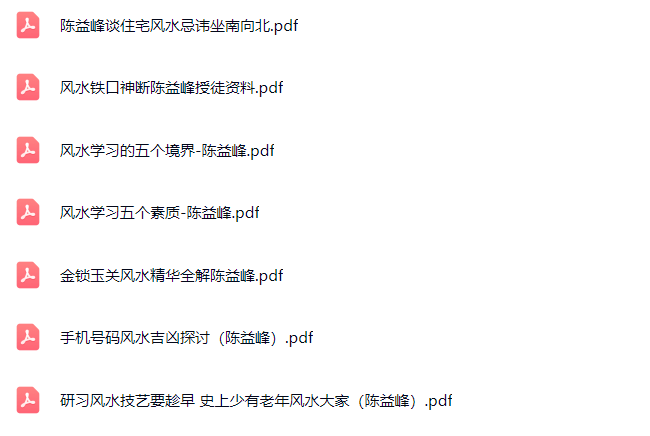 陈益峰谈住宅风水忌讳坐南向北.pdf
风水铁口神断陈益峰授徒资料.pdf
风水学习的五个境界-陈益峰.pdf
风水学习五个素质-陈益峰.pdf
金锁玉关风水精华全解陈益峰.pdf
手机号码风水吉凶探讨（陈益峰）.pdf
研习风水技艺要趁早 史上少有老年风水大家（陈益峰）.pdf